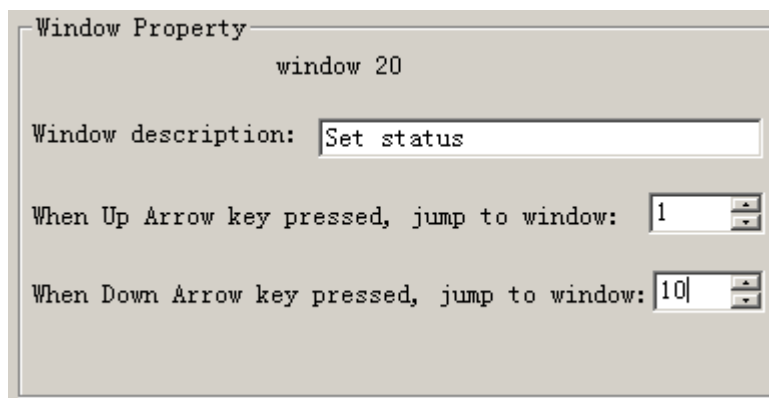 Window Property
window 20
Window description: Set status
When Up Arrow key pressed, jump to window: 1
When Down Arrow key pressed, jump to window: 10